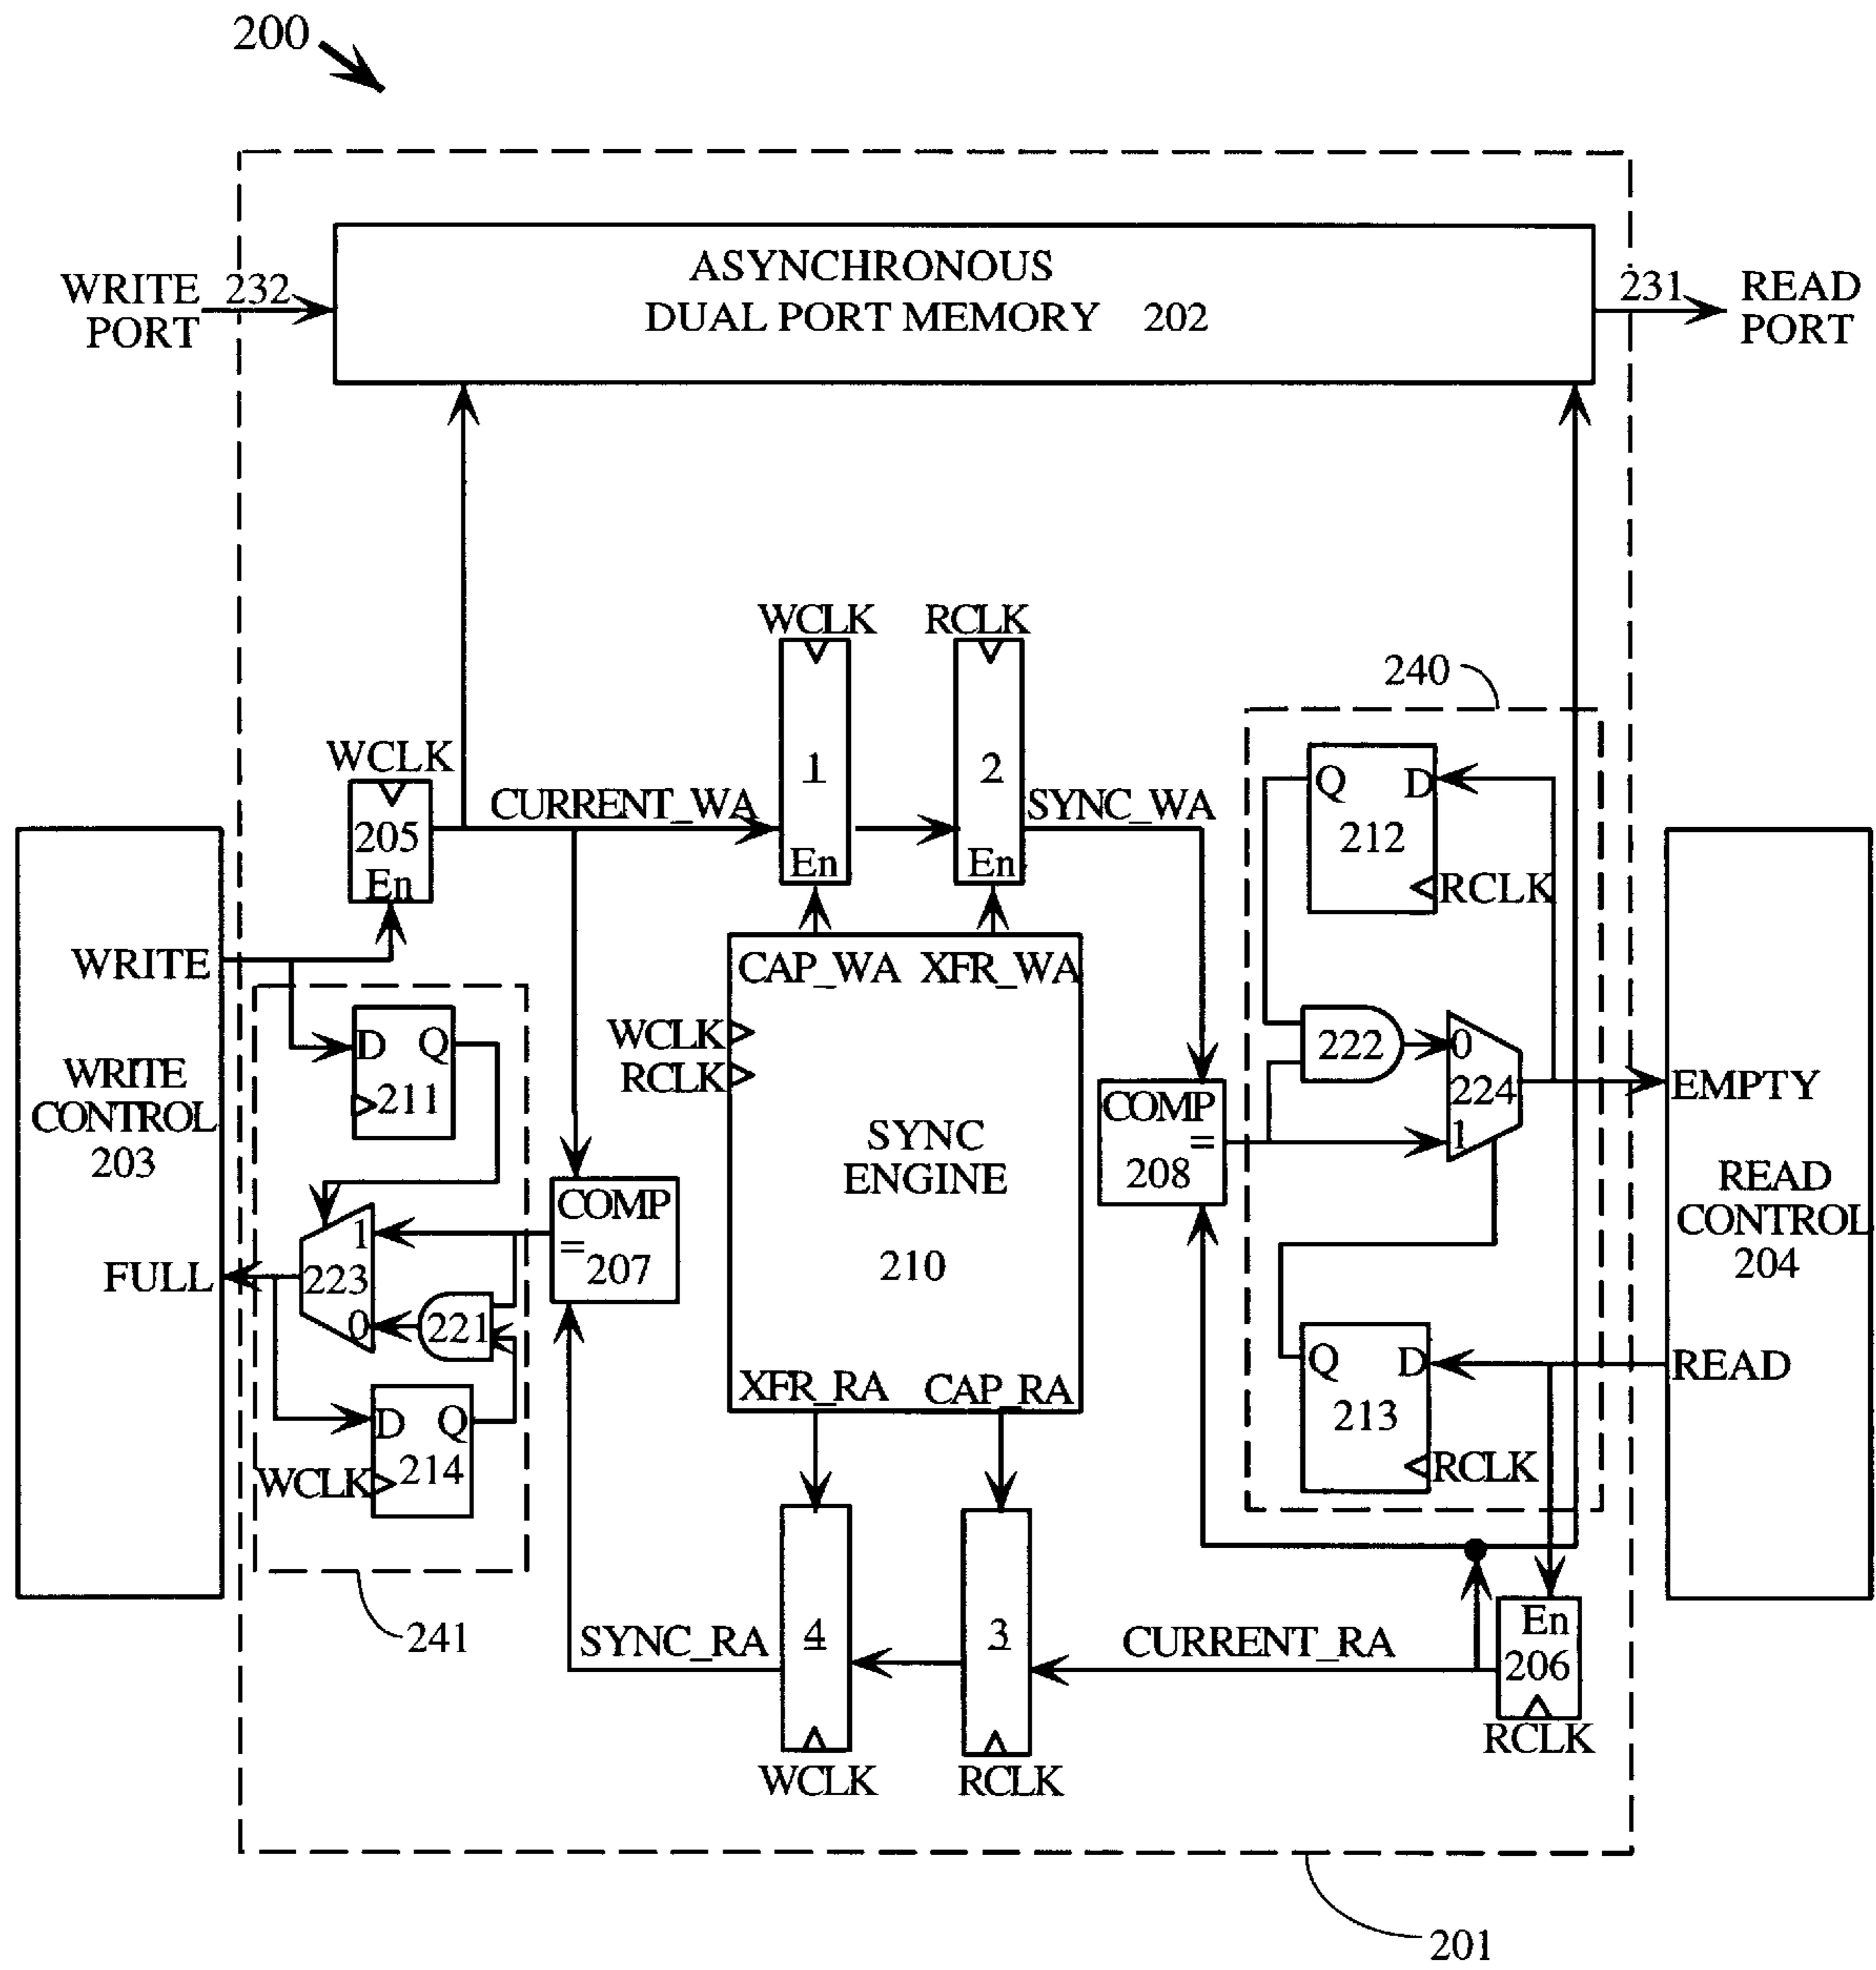 200
ASYNCHRONOUS
DUAL PORT MEMORY 202
WRITE
PORT
232
231
READ
PORT
WCLK
RCLK
240
WCLK
205
En
CURRENT_WA
1
En
2
En
SYNC_WA
Q
D
212
RCLK
WRITE
CAP_WA
XFR_WA
D
Q
211
WCLK
RCLK
222
0
224
1
EMPTY
WRITE
CONTROL
203
SYNC
ENGINE
210
COMP
=
208
READ
CONTROL
204
COMP
=
207
FULL
1
223
0
221
XFR_RA
CAP_RA
Q
D
213
RCLK
READ
D
Q
214
WCLK
241
SYNC_RA
4
3
CURRENT_RA
En
206
RCLK
WCLK
RCLK
201